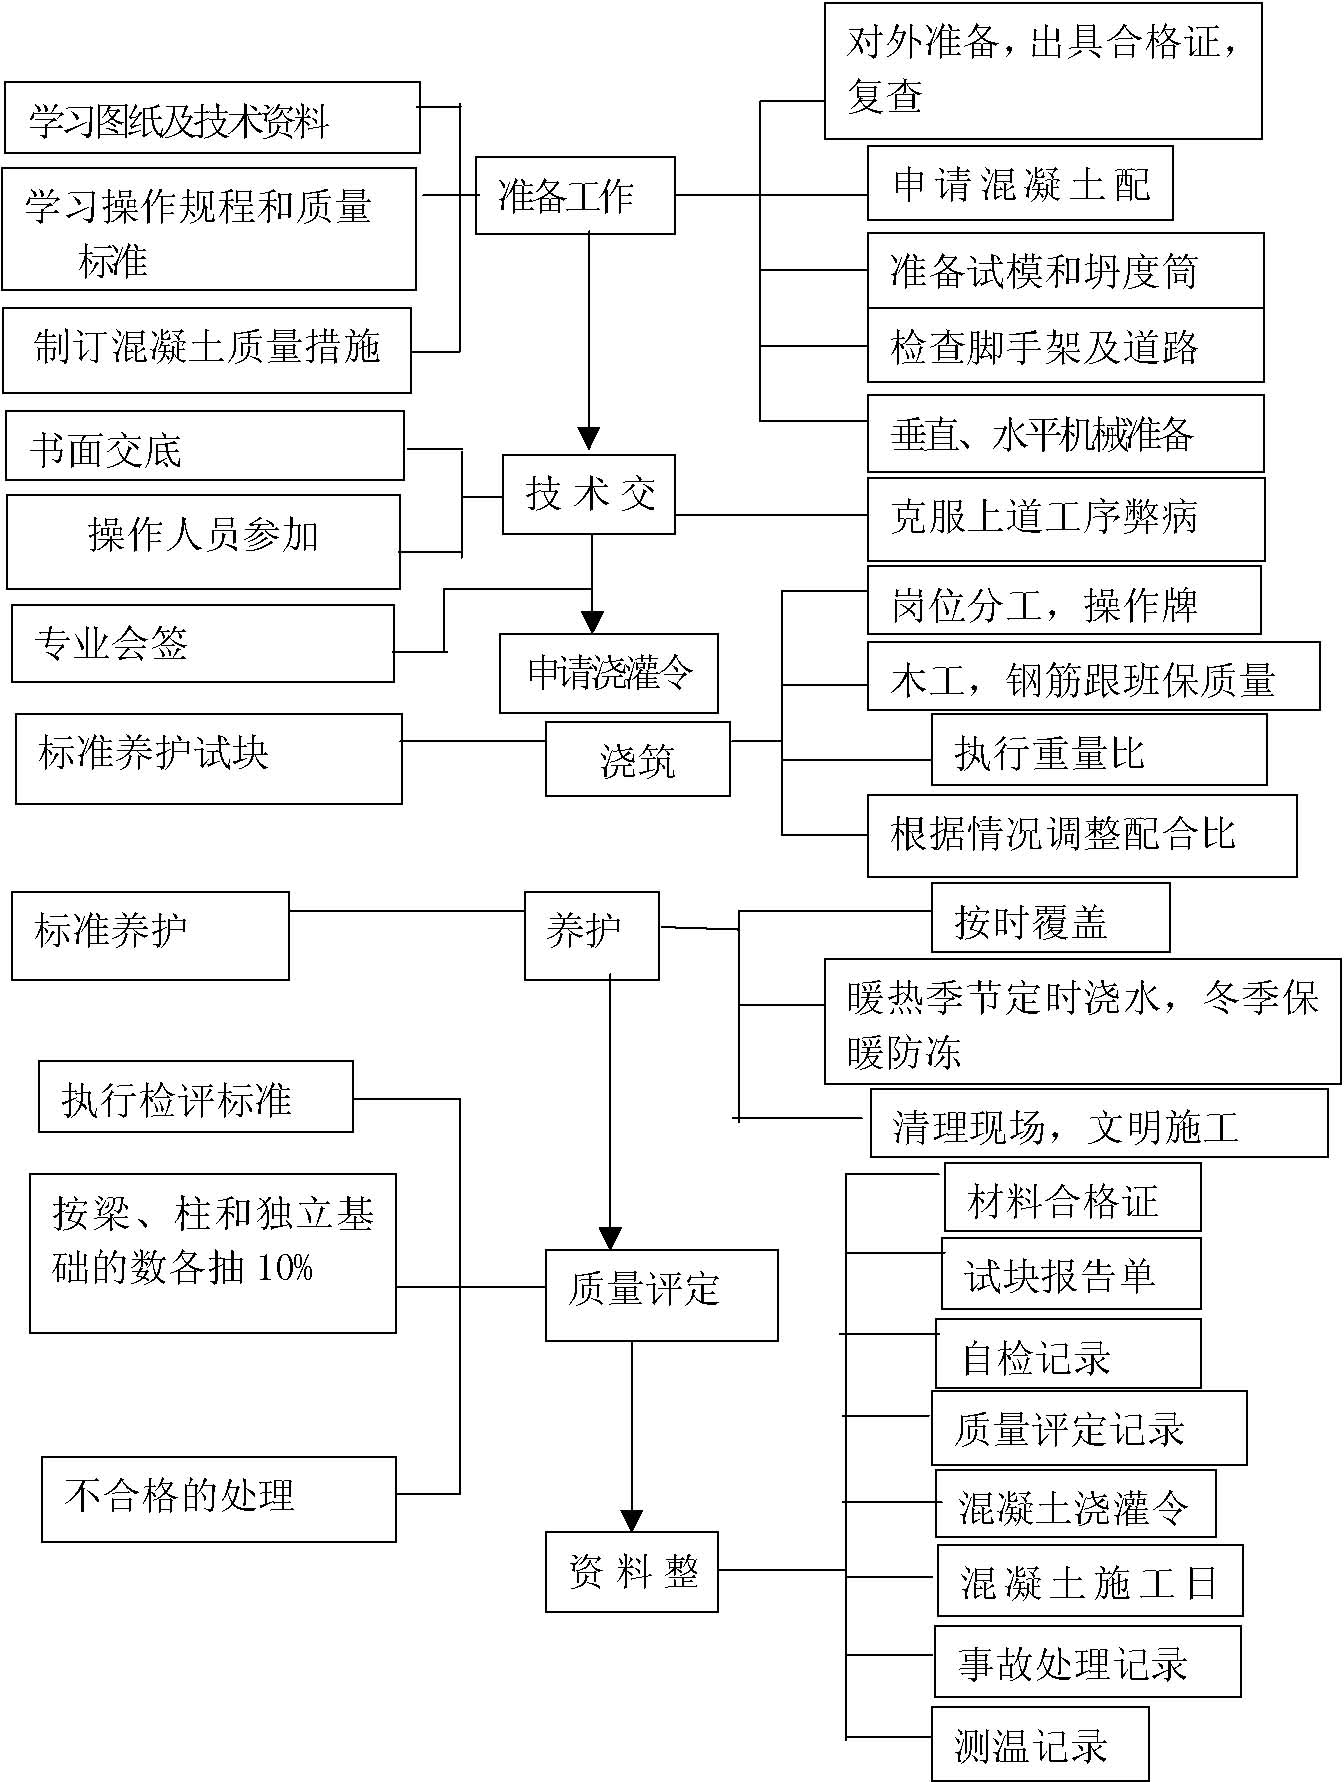 对外准备，出具合格证，
复查
学习图纸及技术资料
准备工作
申请混凝土配
学习操作规程和质量
标准
准备试模和坍度筒
制订混凝土质量措施
检查脚手架及道路
垂直、水平机械准备
书面交底
技术交
克服上道工序弊病
操作人员参加
岗位分工，操作牌
专业会签
申请浇灌令
木工，钢筋跟班保质量
标准养护试块
浇筑
执行重量比
根据情况调整配合比
标准养护
养护
按时覆盖
暖热季节定时浇水，冬季保
暖防冻
执行检评标准
清理现场，文明施工
按梁、柱和独立基
础的数各抽10%
质量评定
材料合格证
试块报告单
自检记录
质量评定记录
不合格的处理
混凝土浇灌令
资料整
混凝土施工日
事故处理记录
测温记录